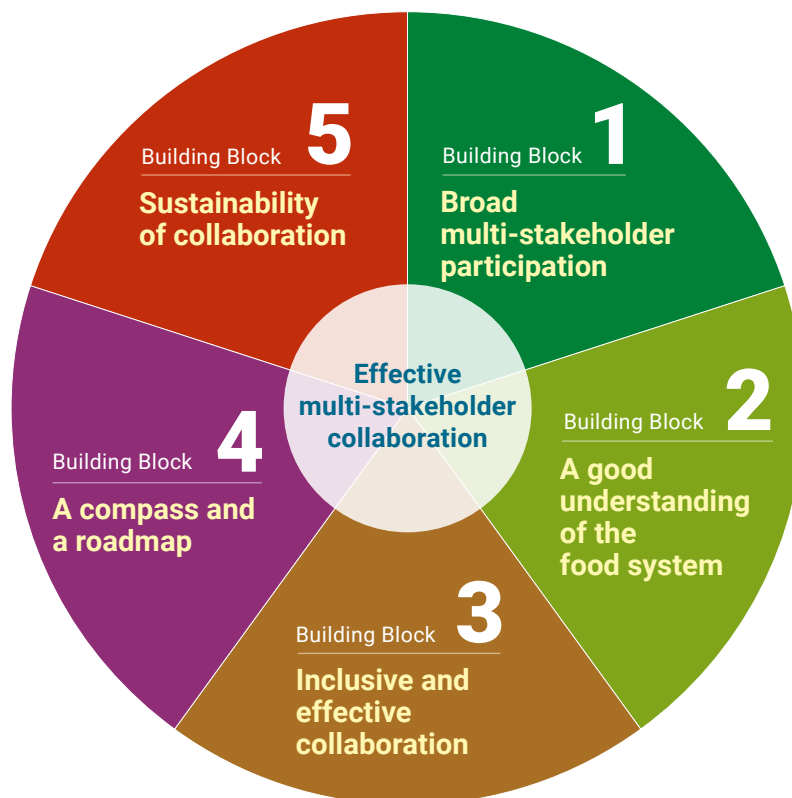 Building Block 1
Broad
multi-stakeholder
participation
Building Block 2
A good
understanding
of the
food system
Building Block 3
Inclusive and
effective
collaboration
Building Block 4
A compass and
a roadmap
Building Block 5
Sustainability
of collaboration
Effective
multi-stakeholder
collaboration